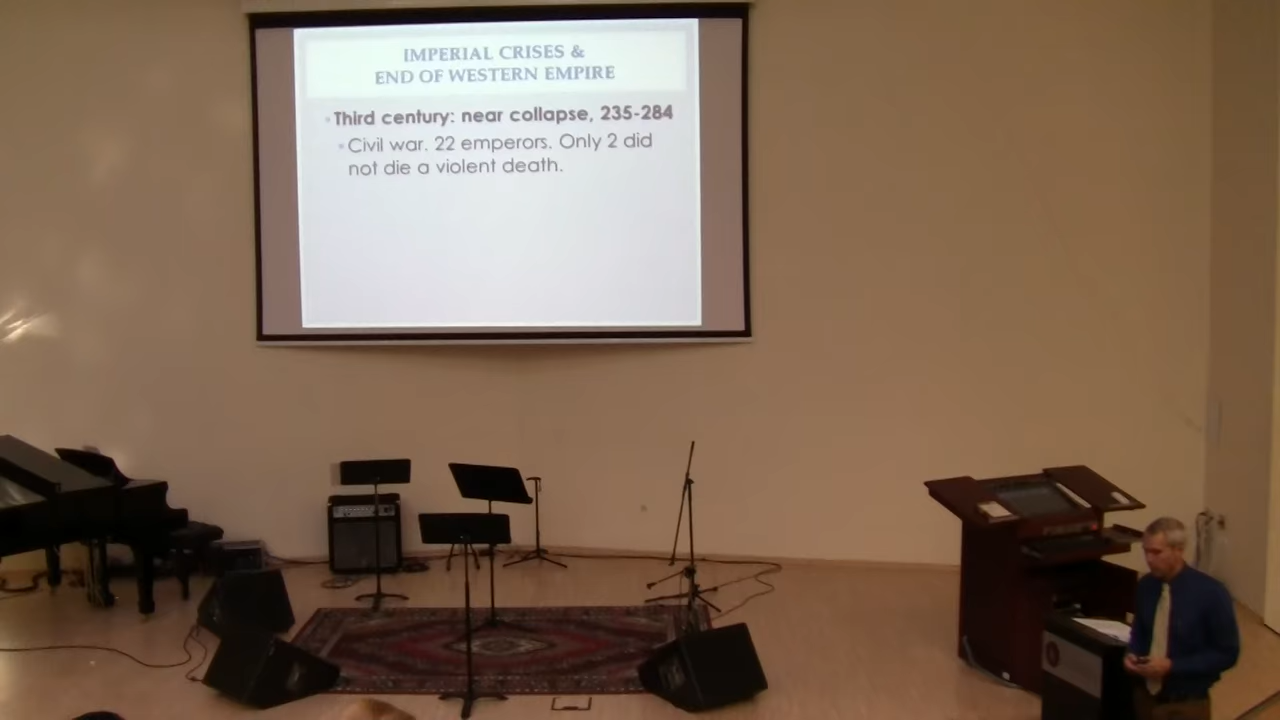 IMPERIAL CRISES &
END OF WESTERN EMPIRE
Third century: near collapse, 235-284
Civil war. 22 emperors. Only 2 did
not die a violent death.